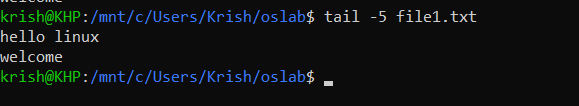 welcome
krish@KHP:/mnt/c/Users/Krish/oslab$ tail -5 file1.txt
hello linux
welcome
krish@KHP:/mnt/c/Users/Krish/oslab$